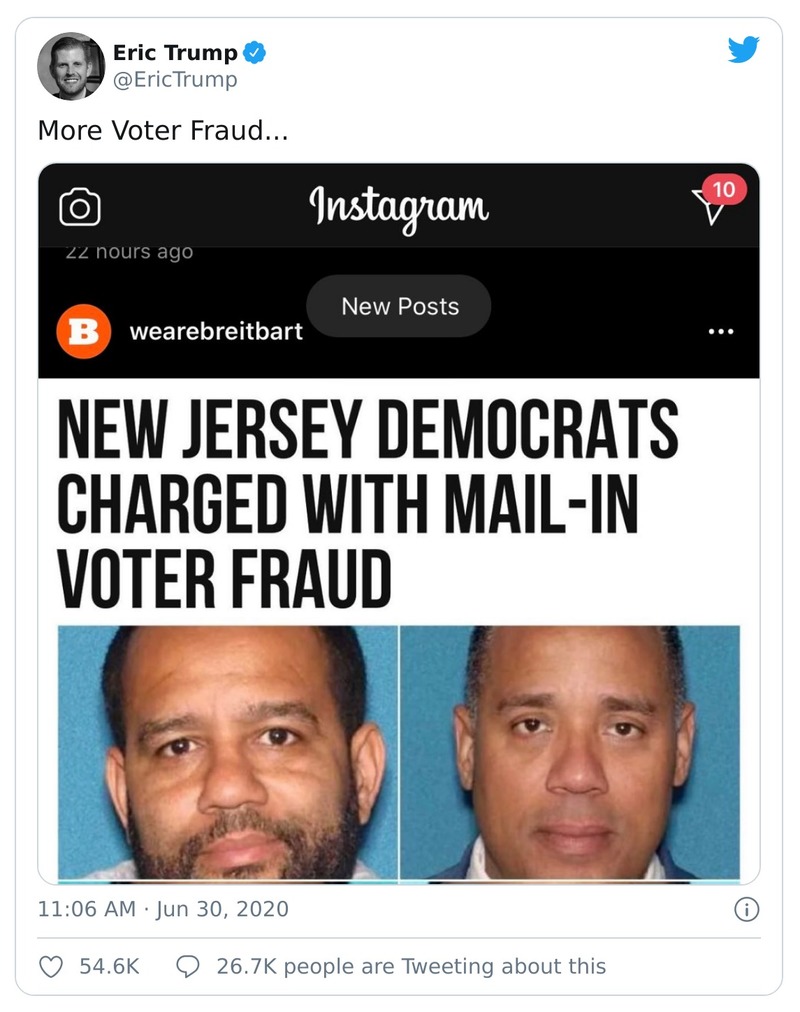 Eric Trump
@EricTrump
More Voter Fraud...
Instagram
10
22 hours ago
New Posts
B
wearebreitbart
NEW JERSEY DEMOCRATS
CHARGED WITH MAIL-IN
VOTER FRAUD
11:06 AM · Jun 30, 2020
54.6K
26.7K people are Tweeting about this